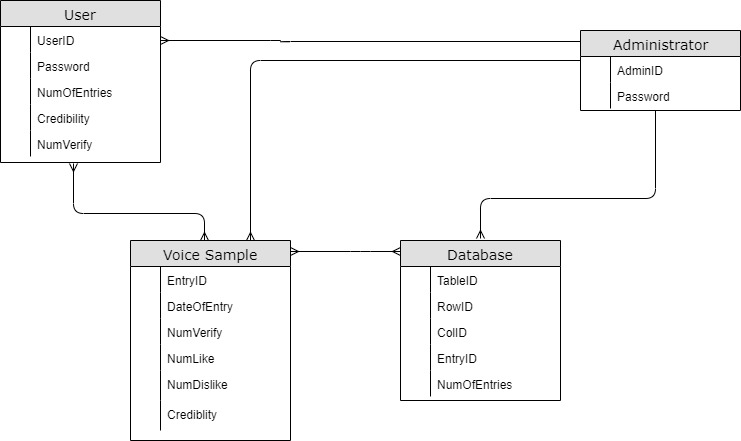 User
UserID
Password
NumOfEntries
Credibility
NumVerify
Administrator
AdminID
Password
Voice Sample
EntryID
DateOfEntry
NumVerify
NumLike
NumDislike
Crediblity
Database
TableID
RowID
ColID
EntryID
NumOfEntries